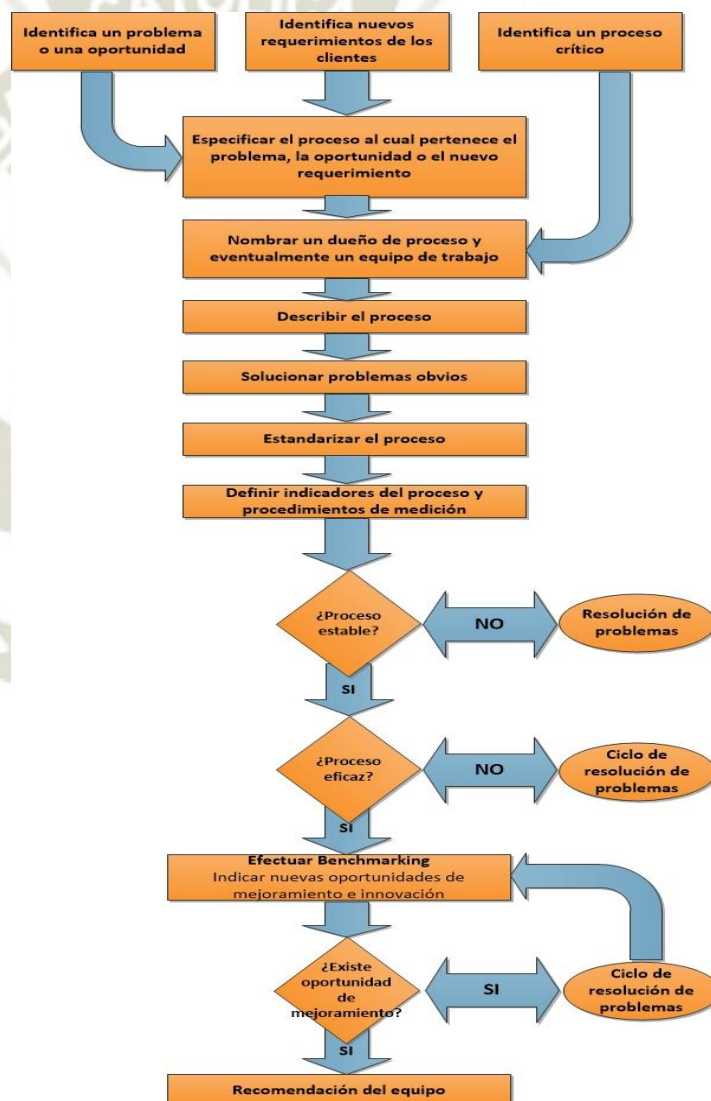 CATOLICA
Identifica un problema
o una oportunidad
Identifica nuevos
requerimientos de los
clientes
Identifica un proceso
crítico
Especificar el proceso al cual pertenece el
problema, la oportunidad o el nuevo
requerimiento
Nombrar un dueño de proceso y
eventualmente un equipo de trabajo
Describir el proceso
Solucionar problemas obvios
Estandarizar el proceso
Definir indicadores del proceso y
procedimientos de medición
¿Proceso
estable?
NO
Resolución de
problemas
SI
¿Proceso
eficaz?
NO
Ciclo de
resolución de
problemas
SI
Efectuar Benchmarking
Indicar nuevas oportunidades de
mejoramiento e innovación
¿Existe
oportunidad
de
mejoramiento?
SI
Ciclo de
resolución de
problemas
SI
Recomendación del equipo